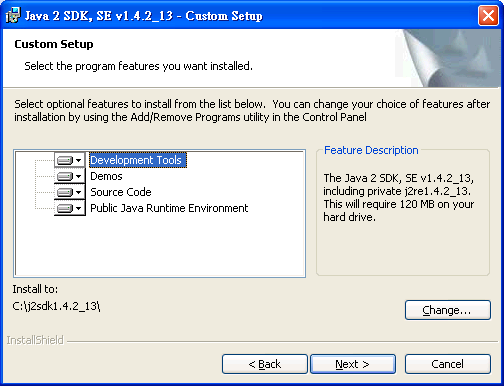 Java 2 SDK, SE v1.4.2_13 - Custom Setup
Custom Setup
Select the program features you want installed.
Select optional features to install from the list below.  You can change your choice of features after
installation by using the Add/Remove Programs utility in the Control Panel
Development Tools
Demos
Source Code
Public Java Runtime Environment
Feature Description
The Java 2 SDK, SE v1.4.2_13,
including private j2re1.4.2_13.
This will require 120 MB on your
hard drive.
Install to:
C:\j2sdk1.4.2_13\
Change...
InstallShield
< Back
Next >
Cancel